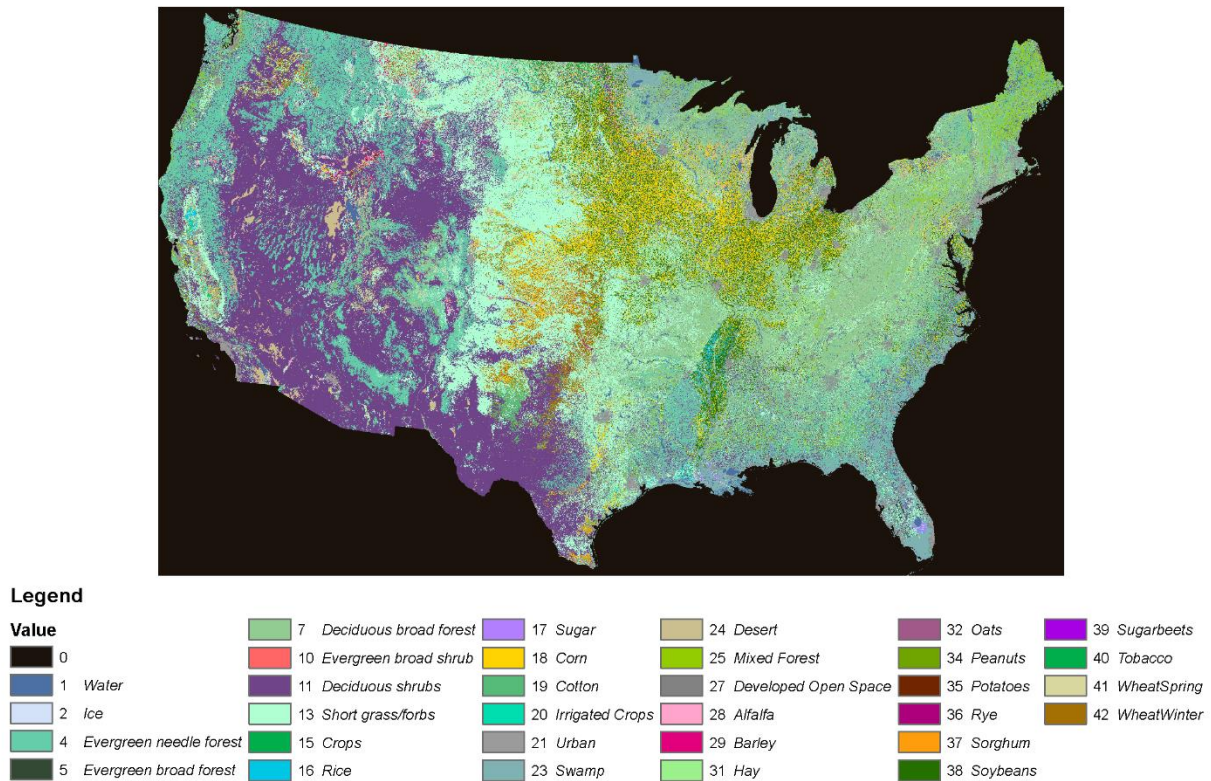 Legend
Value
0
1 Water
2 Ice
4 Evergreen needle forest
5 Evergreen broad forest
7 Deciduous broad forest
10 Evergreen broad shrub
11 Deciduous shrubs
13 Short grass/forbs
15 Crops
16 Rice
17 Sugar
18 Corn
19 Cotton
20 Irrigated Crops
21 Urban
23 Swamp
24 Desert
25 Mixed Forest
27 Developed Open Space
28 Alfalfa
29 Barley
31 Hay
32 Oats
34 Peanuts
35 Potatoes
36 Rye
37 Sorghum
38 Soybeans
39 Sugarbeets
40 Tobacco
41 WheatSpring
42 WheatWinter